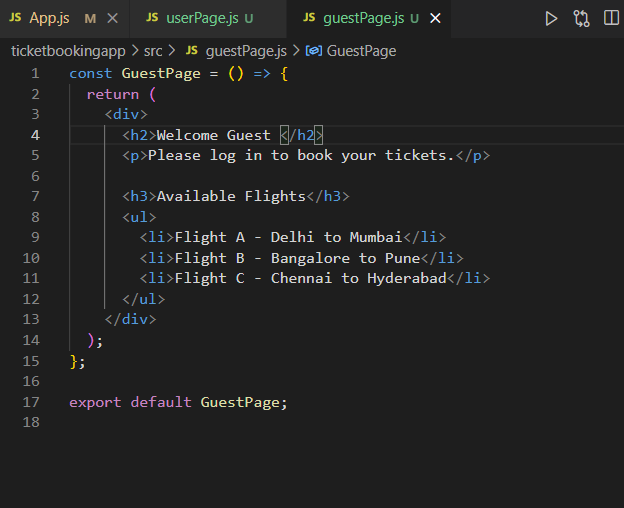 JS App.js M × JS userPage.js U JS guestPage.js U ×
ticketbookingapp > src > JS guestPage.js > GuestPage
1 const GuestPage = () => {
2   return (
3     <div>
4       <h2>Welcome Guest </h2>
5       <p>Please log in to book your tickets.</p>
6
7       <h3>Available Flights</h3>
8       <ul>
9         <li>Flight A - Delhi to Mumbai</li>
10         <li>Flight B - Bangalore to Pune</li>
11         <li>Flight C - Chennai to Hyderabad</li>
12       </ul>
13     </div>
14   );
15 };
16
17 export default GuestPage;
18